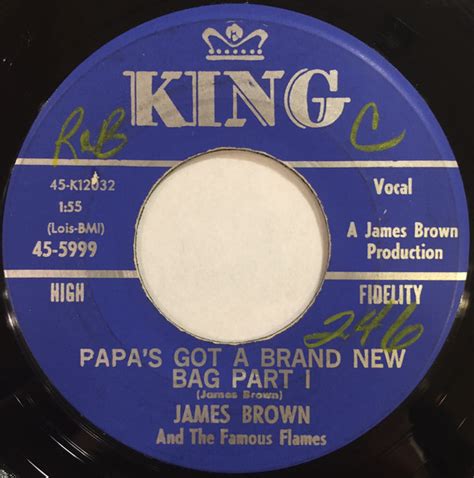 KING
R&B
C
45-K12032
1:55
(Lois-BMI)
45-5999
Vocal
A James Brown
Production
HIGH
FIDELITY
246
PAPA'S GOT A BRAND NEW
BAG PART I
(James Brown)
JAMES BROWN
And The Famous Flames